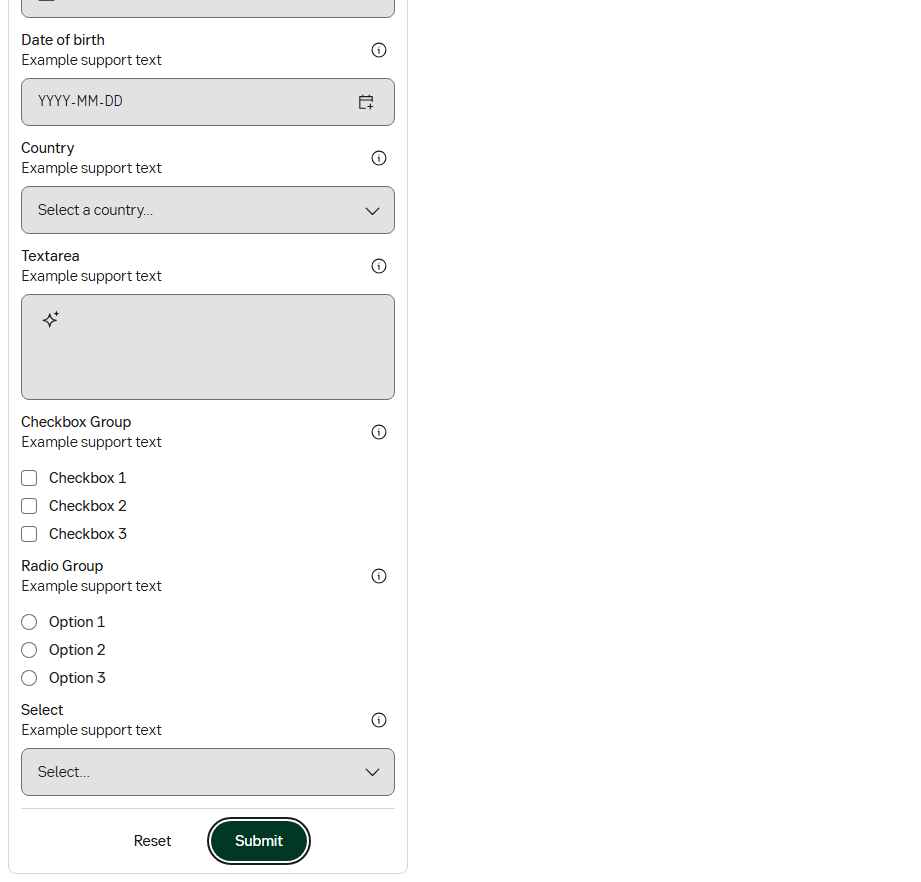 Date of birth
Example support text
YYYY-MM-DD
Country
Example support text
Select a country...
Textarea
Example support text
Checkbox Group
Example support text
Checkbox 1
Checkbox 2
Checkbox 3
Radio Group
Example support text
Option 1
Option 2
Option 3
Select
Example support text
Select...
Reset
Submit